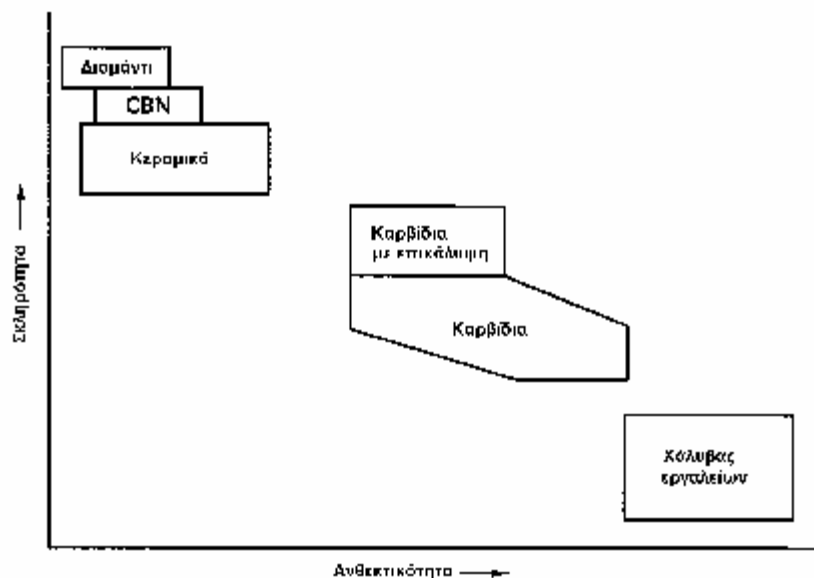 Διαμάντι
CBN
Κεραμικά
Καρβίδια
με επικάλυψη
Καρβίδια
Χάλυβας
εργαλείων
Σκληρότητα
Ανθεκτικότητα